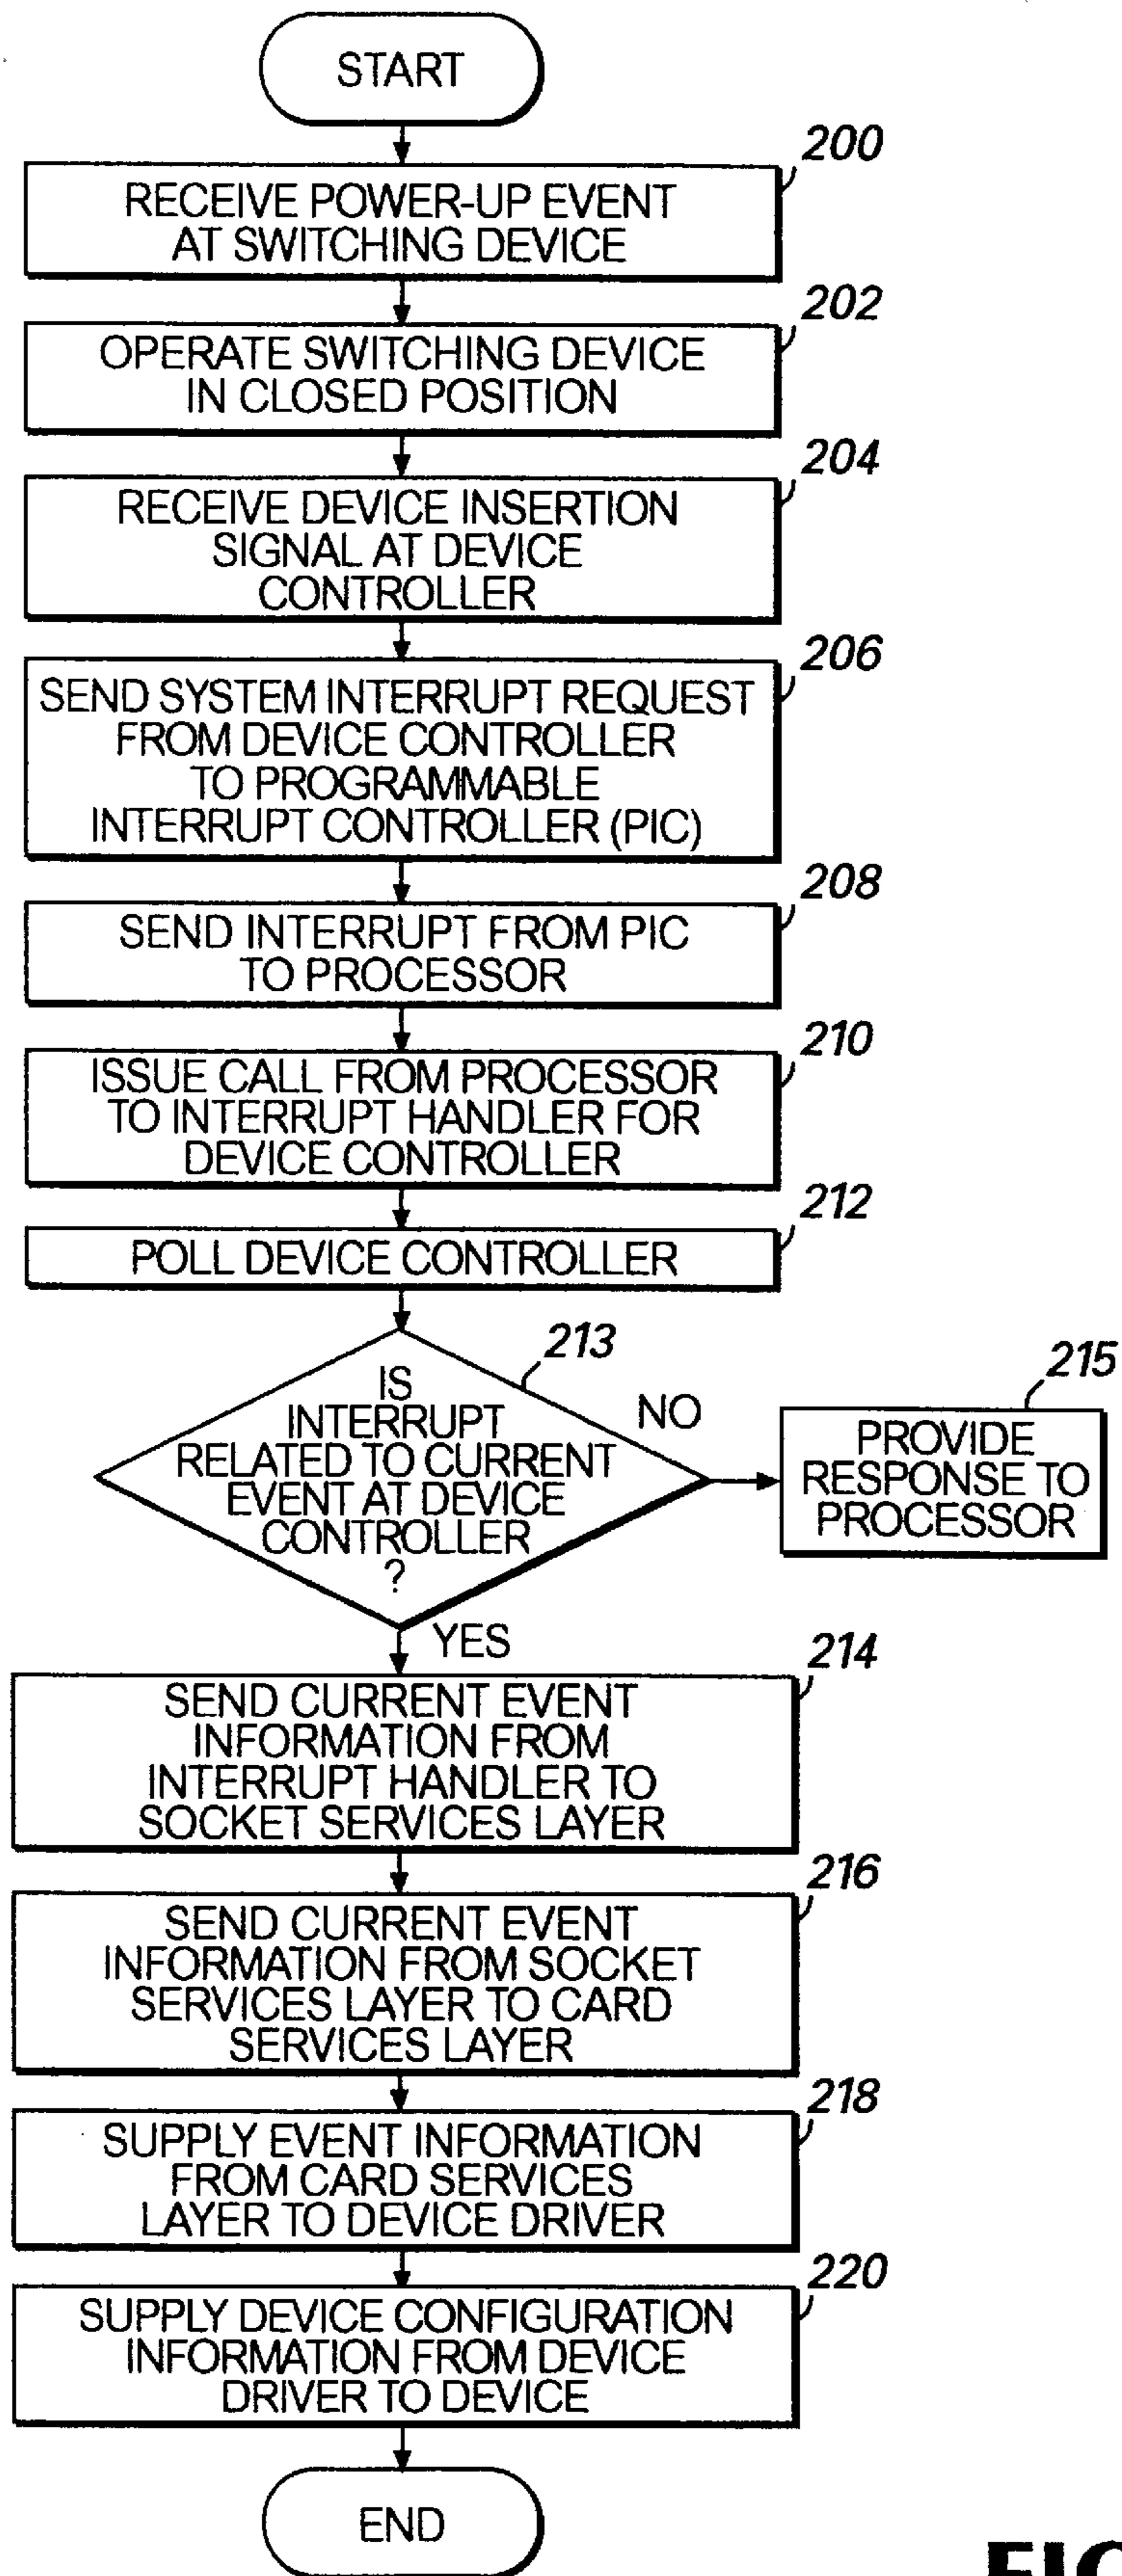 START
200
RECEIVE POWER-UP EVENT
AT SWITCHING DEVICE
202
OPERATE SWITCHING DEVICE
IN CLOSED POSITION
204
RECEIVE DEVICE INSERTION
SIGNAL AT DEVICE
CONTROLLER
206
SEND SYSTEM INTERRUPT REQUEST
FROM DEVICE CONTROLLER
TO PROGRAMMABLE
INTERRUPT CONTROLLER (PIC)
208
SEND INTERRUPT FROM PIC
TO PROCESSOR
210
ISSUE CALL FROM PROCESSOR
TO INTERRUPT HANDLER FOR
DEVICE CONTROLLER
212
POLL DEVICE CONTROLLER
213
IS
INTERRUPT
RELATED TO CURRENT
EVENT AT DEVICE
CONTROLLER
?
NO
215
PROVIDE
RESPONSE TO
PROCESSOR
YES
214
SEND CURRENT EVENT
INFORMATION FROM
INTERRUPT HANDLER TO
SOCKET SERVICES LAYER
216
SEND CURRENT EVENT
INFORMATION FROM SOCKET
SERVICES LAYER TO CARD
SERVICES LAYER
218
SUPPLY EVENT INFORMATION
FROM CARD SERVICES
LAYER TO DEVICE DRIVER
220
SUPPLY DEVICE CONFIGURATION
INFORMATION FROM DEVICE
DRIVER TO DEVICE
END